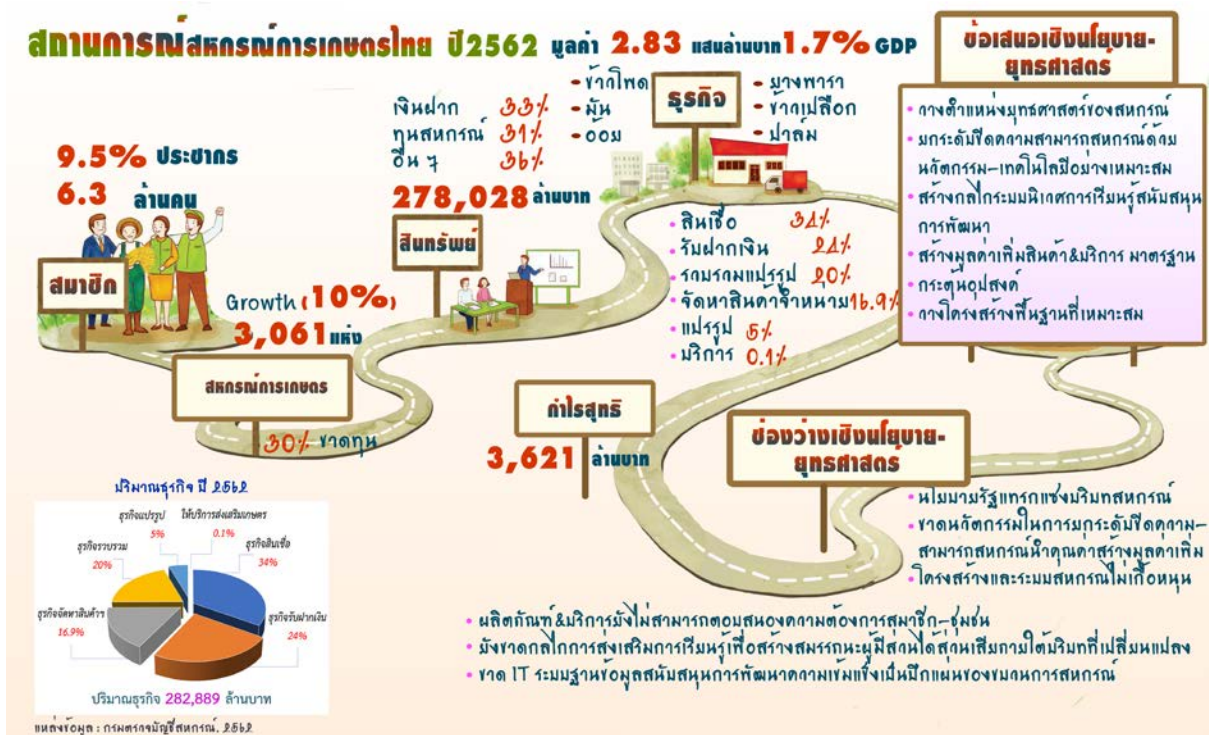 สถานการณ์สหกรณ์การเกษตรไทย ปี2562 มูลค่า 2.83 แสนล้านบาท 1.7% GDP
9.5% ประชากร
6.3 ล้านคน
สมาชิก
Growth (10%)
3,061 แห่ง
สหกรณ์การเกษตร
30% ขาดทุน
เงินฝาก 33%
ทุนสหกรณ์ 31%
อื่น ๆ 36%
278,028 ล้านบาท
สินทรัพย์
- ข้าวโพด
- มัน
- ออม
ธุรกิจ
- ยางพารา
- ข้าวเปลือก
- ปาล์ม
• สินเชื่อ 34%
• รับฝากเงิน 24%
• รวบรวมแปรรูป 20%
• จัดหาสินค้าจำหน่าย 16.9%
• แปรรูป 5%
• บริการ 0.1%
กำไรสุทธิ
3,621 ล้านบาท
ข้อเสนอเชิงนโยบาย-
ยุทธศาสตร์
• วางตำแหน่งยุทธศาสตร์ของสหกรณ์
• ยกระดับขีดความสามารถสหกรณ์ด้วย
นวัตกรรม-เทคโนโลยีอย่างเหมาะสม
• สร้างกลไกระบบนิเวศการเรียนรู้สนับสนุน
การพัฒนา
• สร้างมูลค่าเพิ่มสินค้า&บริการ มาตรฐาน
• กระตุ้นอุปสงค์
• วางโครงสร้างพื้นฐานที่เหมาะสม
ช่องว่างเชิงนโยบาย-
ยุทธศาสตร์
• นโยบายรัฐแทรกแซงบริบทสหกรณ์
• ขาดนวัตกรรมในการยกระดับขีดความ-
สามารถสหกรณ์นำคุณค่าสร้างมูลค่าเพิ่ม
• โครงสร้างและระบบสหกรณ์ไม่เกื้อหนุน
• ผลิตภัณฑ์&บริการยังไม่สามารถตอบสนองความต้องการสมาชิก-ชุมชน
• ยังขาดกลไกการส่งเสริมการเรียนรู้เพื่อสร้างสมรรถนะผู้มีส่วนได้ส่วนเสียภายใต้บริบทที่เปลี่ยนแปลง
• ขาด IT ระบบฐานข้อมูลสนับสนุนการพัฒนาความเข้มแข็งเป็นปึกแผ่นของขบวนการสหกรณ์
ปริมาณธุรกิจ ปี 2562
ธุรกิจแปรรูป
5%
ให้บริการส่งเสริมเกษตร
0.1%
ธุรกิจสินเชื่อ
34%
ธุรกิจรวบรวม
20%
ธุรกิจจัดหาสินค้าฯ
16.9%
ธุรกิจรับฝากเงิน
24%
ปริมาณธุรกิจ 282,889 ล้านบาท
แหล่งข้อมูล : กรมตรวจบัญชีสหกรณ์. 2562